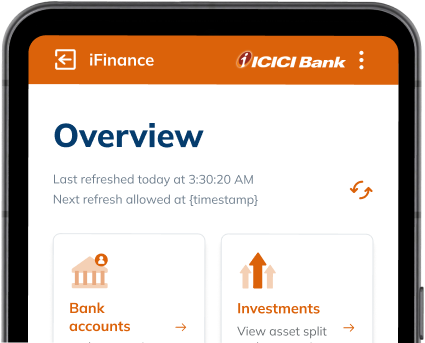 iFinance
ICICI Bank
Overview
Last refreshed today at 3:30:20 AM
Next refresh allowed at {timestamp}
Bank
accounts
Investments
View asset split